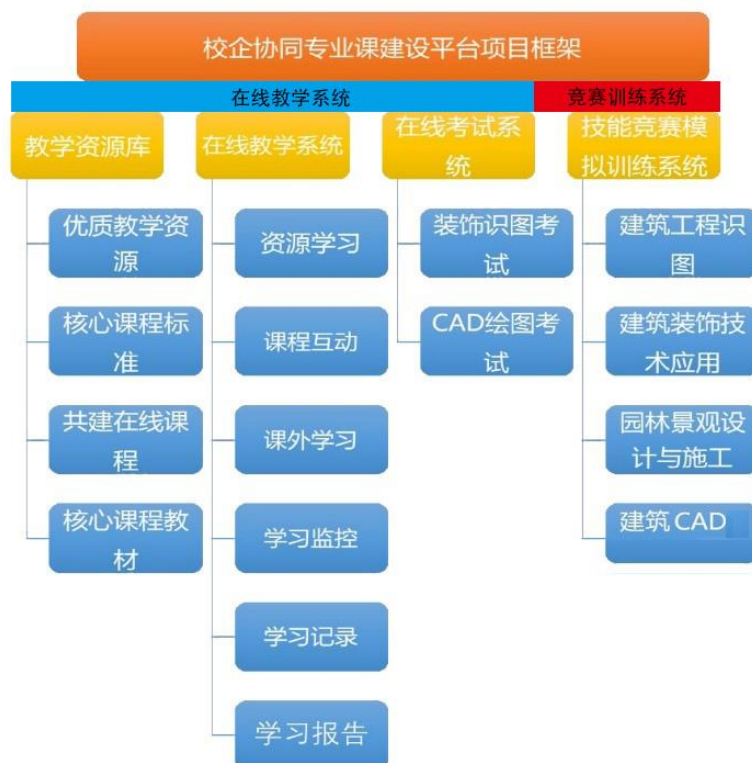 校企协同专业课建设平台项目框架
在线教学系统
竞赛训练系统
教学资源库
优质教学资
源
核心课程标
准
共建在线课
程
核心课程教
材
在线教学系统
资源学习
课程互动
课外学习
学习监控
学习记录
学习报告
在线考试系
统
装饰识图考
试
CAD绘图考
试
技能竞赛模
拟训练系统
建筑工程识
图
建筑装饰技
术应用
园林景观设
计与施工
建筑CAD